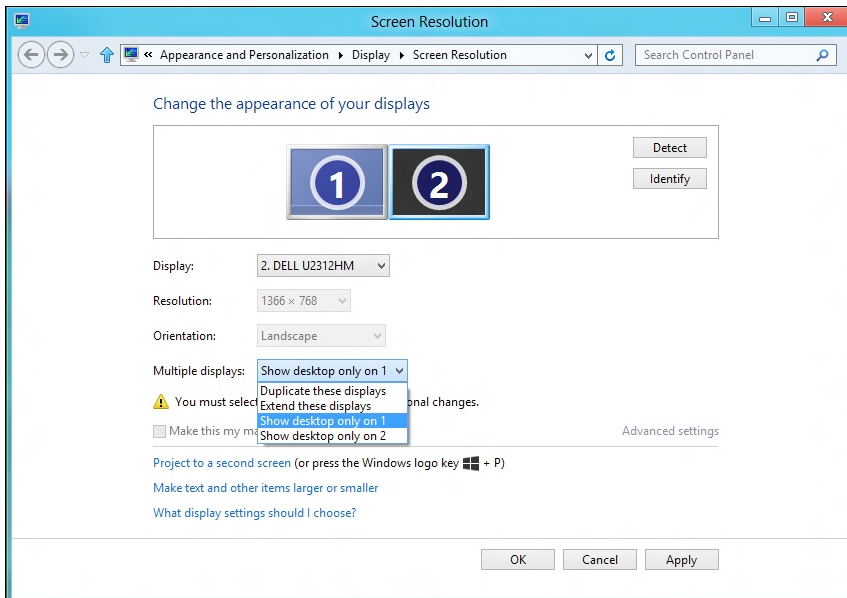 Screen Resolution
« Appearance and Personalization Display Screen Resolution
Search Control Panel
Change the appearance of your displays
1 2
Detect
Identify
Display: 2. DELL U2312HM
Resolution: 1366 × 768
Orientation: Landscape
Multiple displays: Show desktop only on 1
Duplicate these displays
You must select onal changes.
Extend these displays
Show desktop only on 1
Make this my ma
Show desktop only on 2
Advanced settings
Project to a second screen (or press the Windows logo key + P)
Make text and other items larger or smaller
What display settings should I choose?
OK Cancel Apply